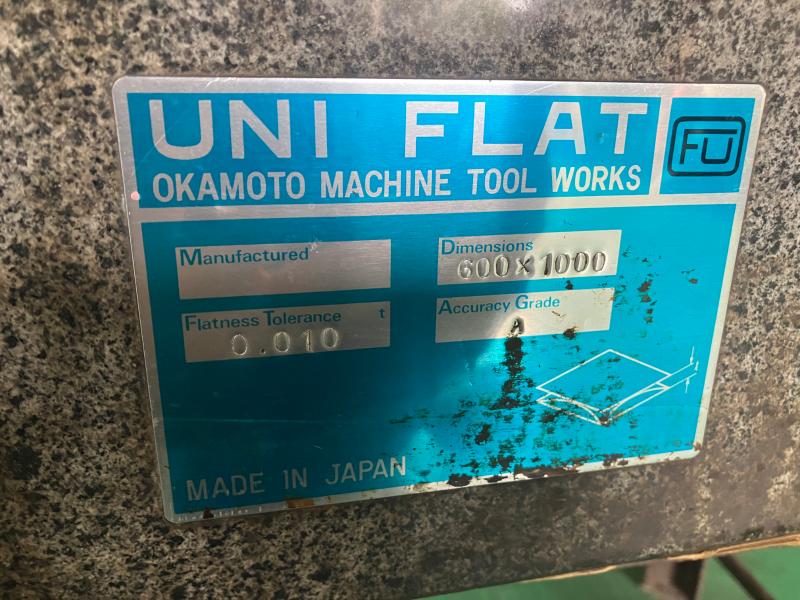 UNI FLAT
FU
OKAMOTO MACHINE TOOL WORKS
Manufactured
Dimensions
600×1000
Flatness Tolerance t
0.010
Accuracy Grade
A
MADE IN JAPAN